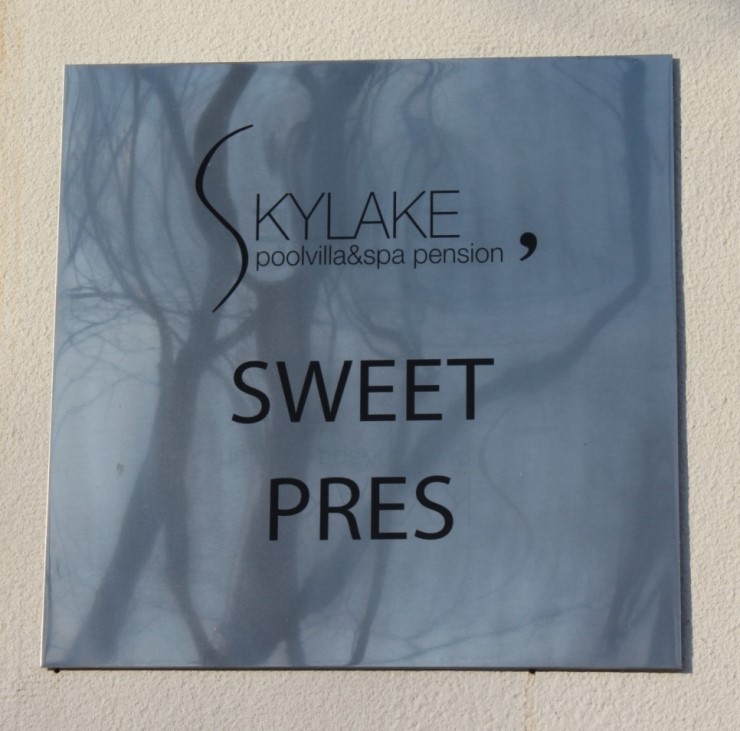 SKYLAKE,
poolvilla&spa pension
SWEET
PRES